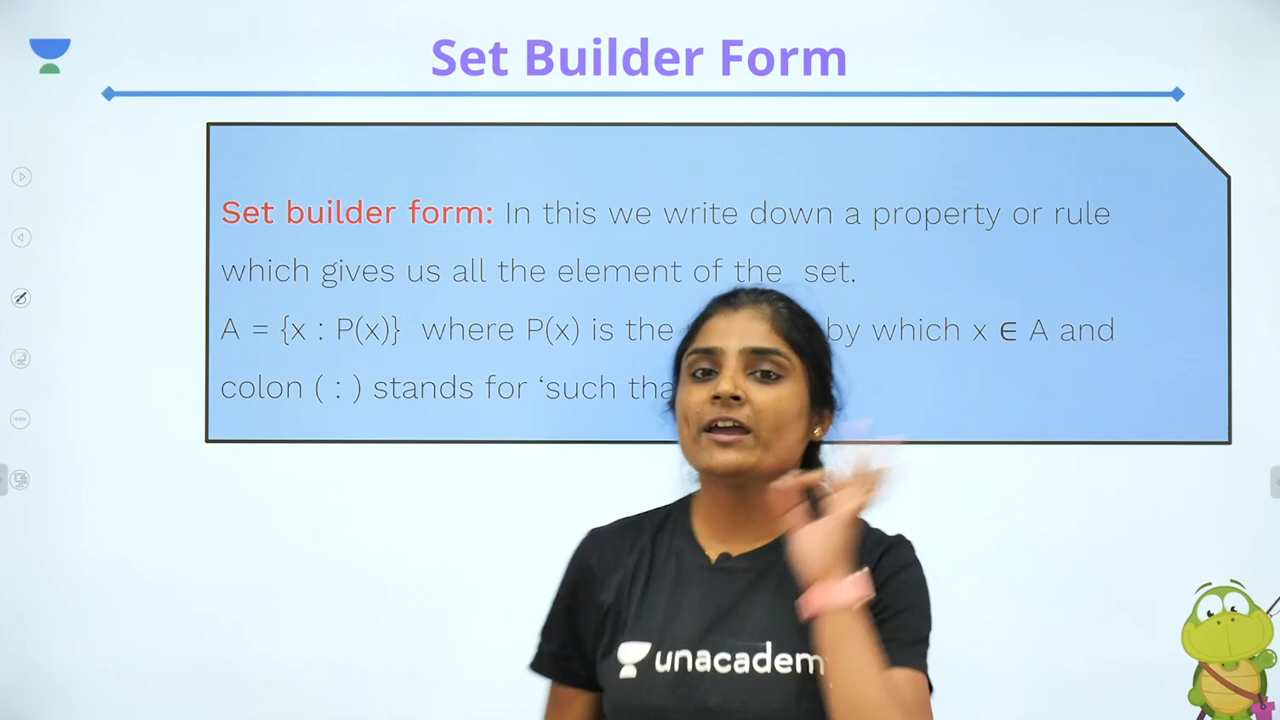 Set Builder Form
Set builder form: In this we write down a property or rule
which gives us all the element of the set.
A = {x : P(x)} where P(x) is the by which x ∈ A and
colon ( : ) stands for ‘such
unacadem